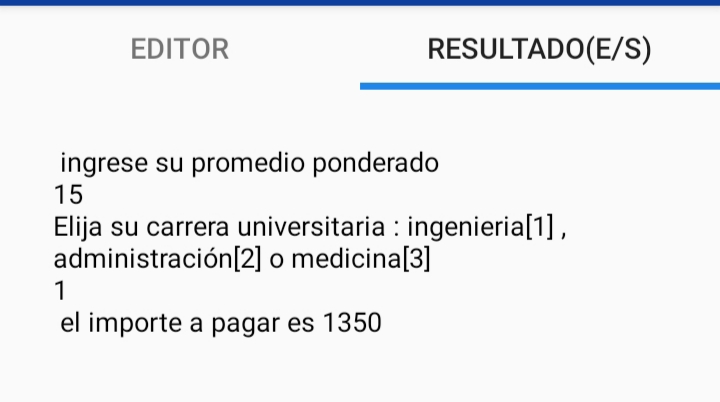 EDITOR RESULTADO(E/S)
ingrese su promedio ponderado
15
Elija su carrera universitaria : ingenieria[1] ,
administración[2] o medicina[3]
1
el importe a pagar es 1350